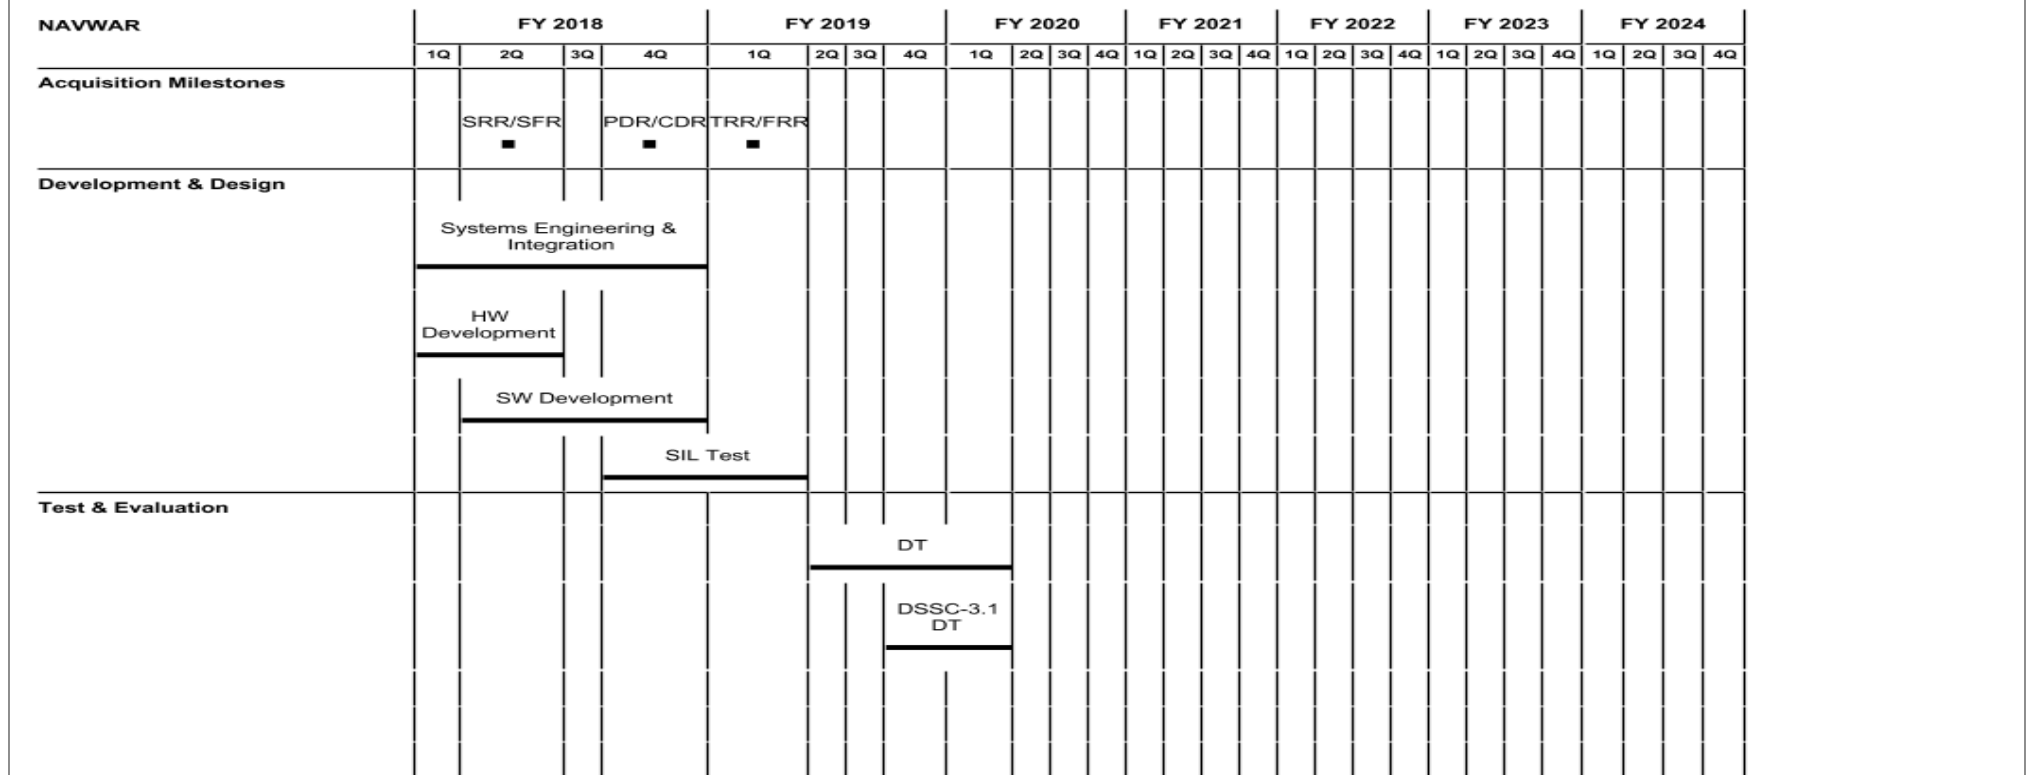 NAVWAR FY 2018 FY 2019 FY 2020 FY 2021 FY 2022 FY 2023 FY 2024
1Q 2Q 3Q 4Q 1Q 2Q 3Q 4Q 1Q 2Q 3Q 4Q 1Q 2Q 3Q 4Q 1Q 2Q 3Q 4Q 1Q 2Q 3Q 4Q 1Q 2Q 3Q 4Q
Acquisition Milestones
SRR/SFR PDR/CDR TRR/FRR
Development & Design
Systems Engineering &
Integration
HW
Development
SW Development
SIL Test
Test & Evaluation
DT
DSSC-3.1
DT